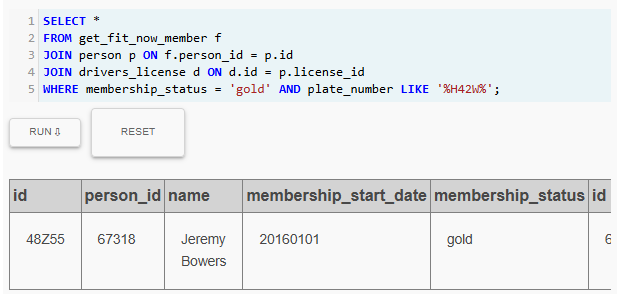 1 SELECT *
2 FROM get_fit_now_member f
3 JOIN person p ON f.person_id = p.id
4 JOIN drivers_license d ON d.id = p.license_id
5 WHERE membership_status = 'gold' AND plate_number LIKE '%H42W%';
RUN ⇩ RESET
id person_id name membership_start_date membership_status id
48Z55 67318 Jeremy 20160101 gold 6
Bowers